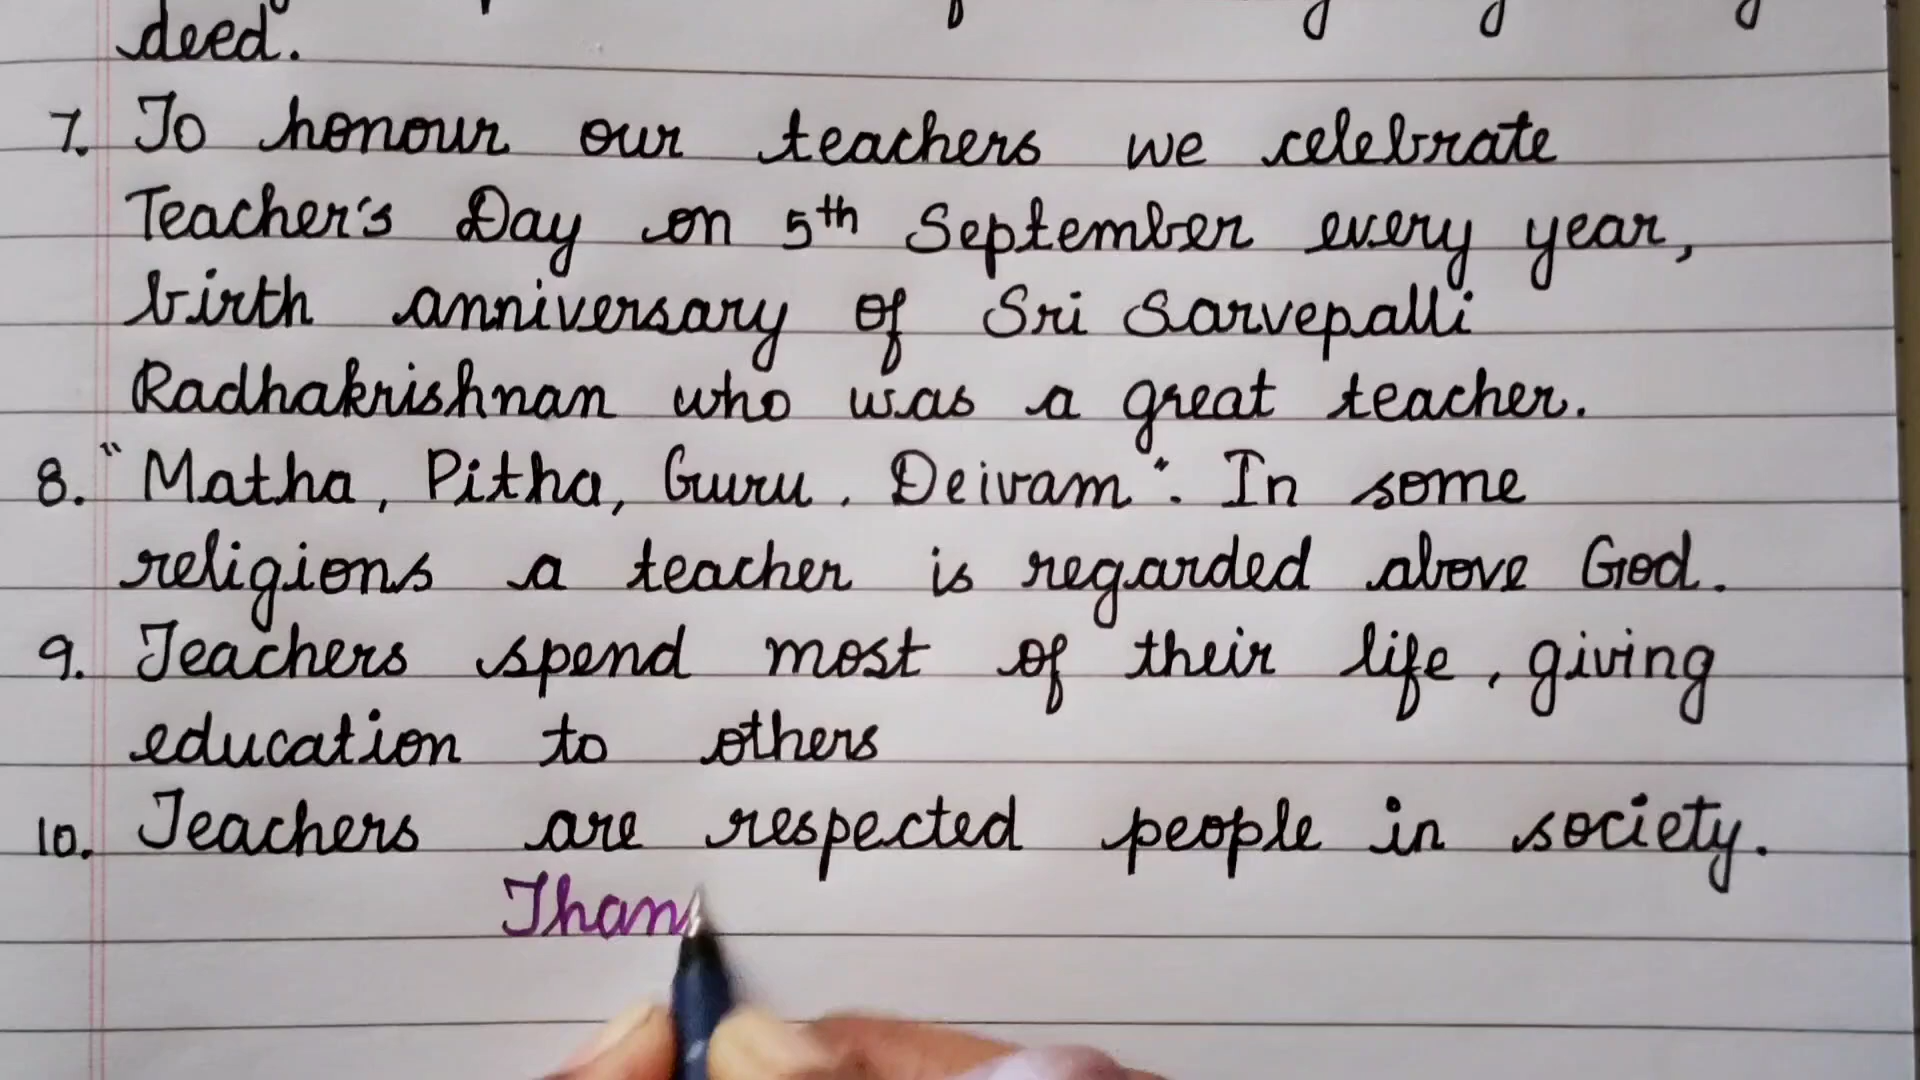 deed.
7. To honour our teachers we celebrate
Teacher's Day on 5th September every year,
birth anniversary of Sri Sarvepalli
Radhakrishnan who was a great teacher.
8. "Matha, Pitha, Guru, Deivam". In some
religions a teacher is regarded above God.
9. Teachers spend most of their life, giving
education to others
10. Teachers are respected people in society.
Than